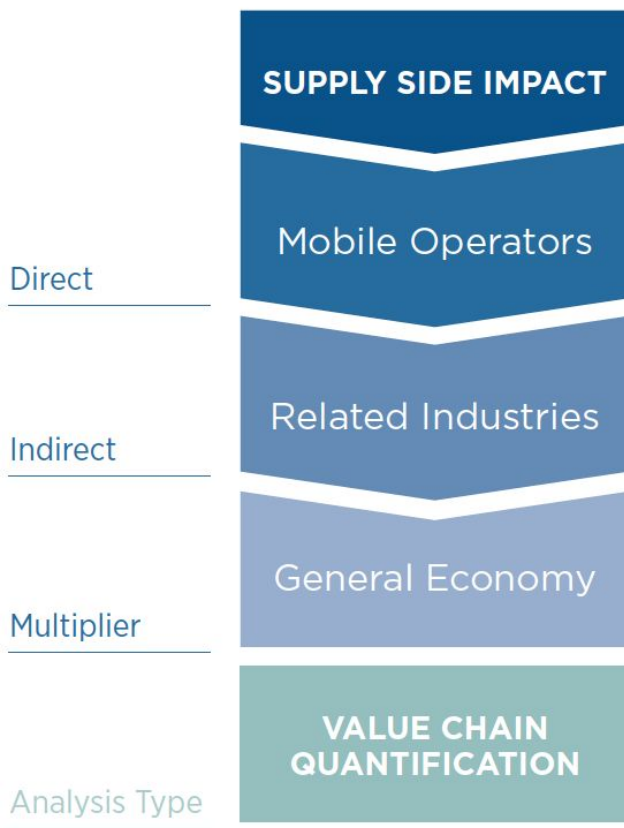 SUPPLY SIDE IMPACT
Mobile Operators
Direct
Related Industries
Indirect
General Economy
Multiplier
VALUE CHAIN
QUANTIFICATION
Analysis Type